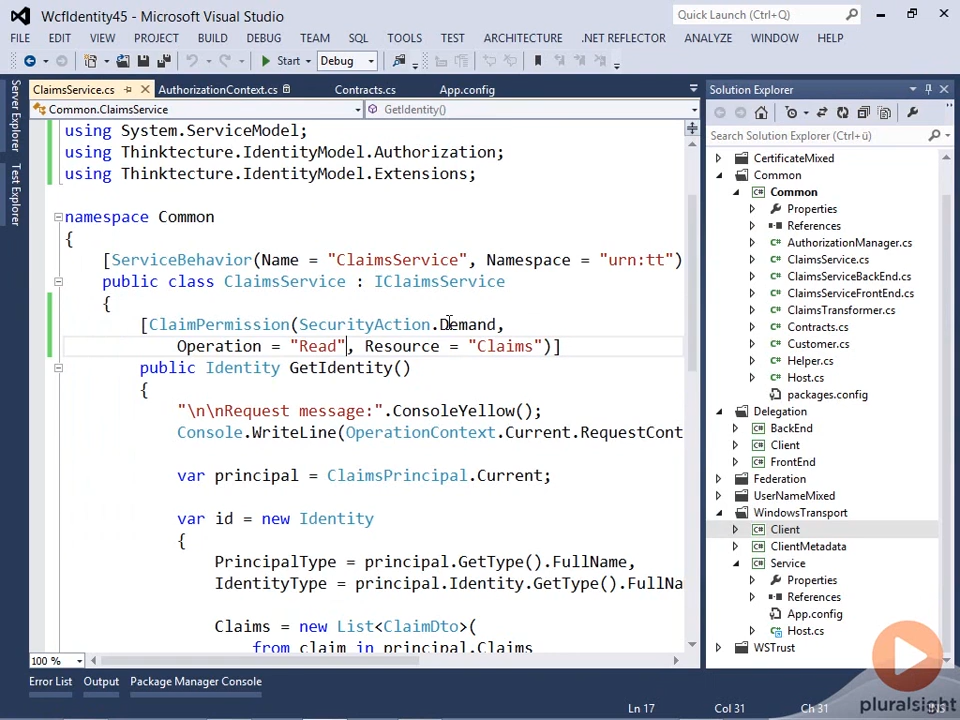 WcfIdentity45 - Microsoft Visual Studio
Quick Launch (Ctrl+Q)
FILE EDIT VIEW PROJECT BUILD DEBUG TEAM SQL TOOLS TEST ARCHITECTURE .NET REFLECTOR ANALYZE WINDOW HELP
Start Debug
Server Explorer
Test Explorer
ClaimsService.cs AuthorizationContext.cs Contracts.cs App.config
Common.ClaimsService GetIdentity()
using System.ServiceModel;
using Thinktecture.IdentityModel.Authorization;
using Thinktecture.IdentityModel.Extensions;
namespace Common
{
[ServiceBehavior(Name = "ClaimsService", Namespace = "urn:tt")
public class ClaimsService : IClaimsService
{
[ClaimPermission(SecurityAction.Demand,
Operation = "Read", Resource = "Claims")]
public Identity GetIdentity()
{
"\n\nRequest message:".ConsoleYellow();
Console.WriteLine(OperationContext.Current.RequestCont
var principal = ClaimsPrincipal.Current;
var id = new Identity
{
PrincipalType = principal.GetType().FullName,
IdentityType = principal.Identity.GetType().FullNa
Claims = new List<ClaimDto>(
from claim in principal.Claims
100 %
Solution Explorer
Search Solution Explorer (Ctrl+ü)
CertificateMixed
Common
Common
Properties
References
AuthorizationManager.cs
ClaimsService.cs
ClaimsServiceBackEnd.cs
ClaimsServiceFrontEnd.cs
ClaimsTransformer.cs
Contracts.cs
Customer.cs
Helper.cs
Host.cs
packages.config
Delegation
BackEnd
Client
FrontEnd
Federation
UserNameMixed
WindowsTransport
Client
ClientMetadata
Service
Properties
References
App.config
Host.cs
WSTrust
Error List Output Package Manager Console
Ln 17 Col 31 Ch 31 INS
pluralsight